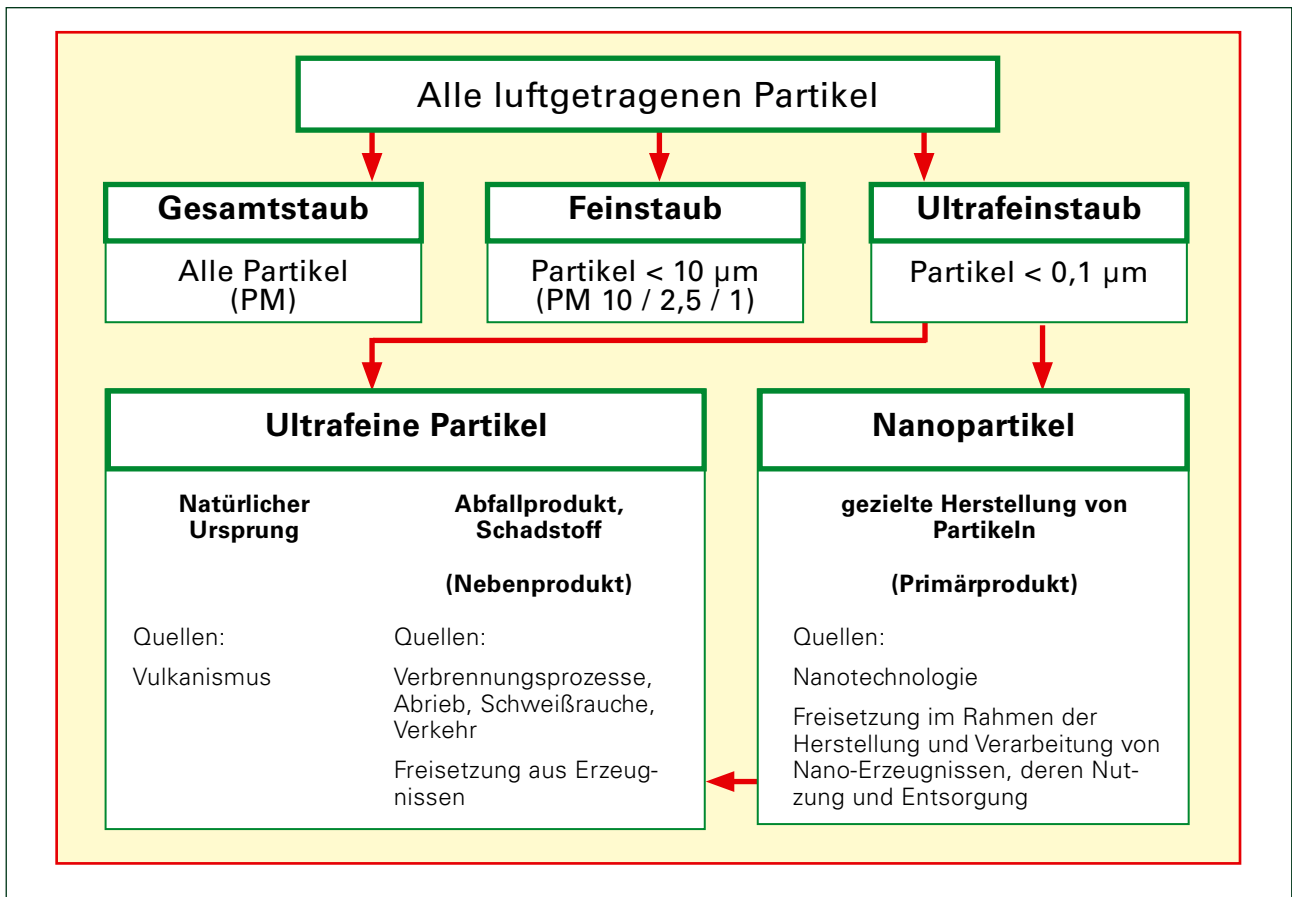 Alle luftgetragenen Partikel
Gesamtstaub
Alle Partikel
(PM)
Feinstaub
Partikel < 10 µm
(PM 10 / 2,5 / 1)
Ultrafeinstaub
Partikel < 0,1 µm
Ultrafeine Partikel
Natürlicher
Ursprung
Quellen:
Vulkanismus
Abfallprodukt,
Schadstoff
(Nebenprodukt)
Quellen:
Verbrennungsprozesse,
Abrieb, Schweißrauche,
Verkehr
Freisetzung aus Erzeug-
nissen
Nanopartikel
gezielte Herstellung von
Partikeln
(Primärprodukt)
Quellen:
Nanotechnologie
Freisetzung im Rahmen der
Herstellung und Verarbeitung von
Nano-Erzeugnissen, deren Nut-
zung und Entsorgung